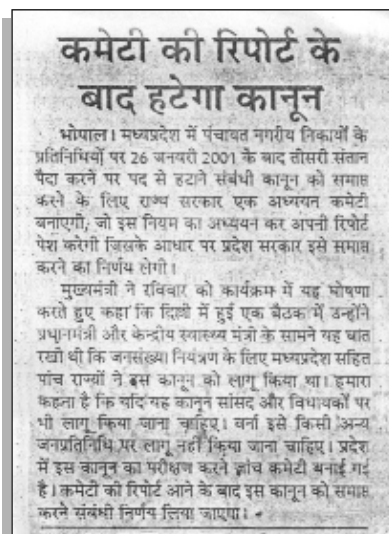 कमेटी की रिपोर्ट के
बाद हटेगा कानून
भोपाल। मध्यप्रदेश में पंचायत नगरीय निकायों के
प्रतिनिधियों पर 26 जनवरी 2001 के बाद तीसरी संतान
पैदा करने पर पद से हटाने संबंधी कानून को समाप्त
करने के लिए राज्य सरकार एक अध्ययन कमेटी
बनाएगी, जो इस नियम का अध्ययन कर अपनी रिपोर्ट
पेश करेगी जिसके आधार पर प्रदेश सरकार इसे समाप्त
करने का निर्णय लेगी।
मुख्यमंत्री ने रविवार को कार्यक्रम में यह घोषणा
करते हुए कहा कि दिल्ली में हुई एक बैठक में उन्होंने
प्रधानमंत्री और केन्द्रीय स्वास्थ्य मंत्री के सामने यह बात
रखी थी कि जनसंख्या नियंत्रण के लिए मध्यप्रदेश सहित
पांच राज्यों ने इस कानून को लागू किया था। हमारा
कहना है कि यदि यह कानून सांसद और विधायकों पर
भी लागू किया जाना चाहिए। वर्ना इसे किसी अन्य
जनप्रतिनिधि पर लागू नहीं किया जाना चाहिए। प्रदेश
में इस कानून का परीक्षण करने जांच कमेटी बनाई गई
है। कमेटी की रिपोर्ट आने के बाद इस कानून को समाप्त
करने संबंधी निर्णय लिया जाएगा।